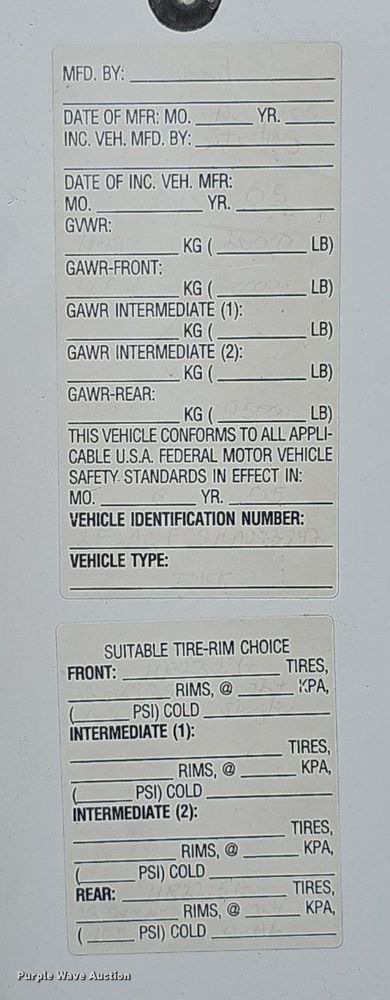 MFD. BY:
DATE OF MFR: MO. YR.
INC. VEH. MFD. BY:
DATE OF INC. VEH. MFR:
MO. YR. 05
GVWR:
KG ( 26000 LB)
GAWR-FRONT:
KG ( LB)
GAWR INTERMEDIATE (1):
KG ( LB)
GAWR INTERMEDIATE (2):
KG ( LB)
GAWR-REAR:
KG ( LB)
THIS VEHICLE CONFORMS TO ALL APPLI-
CABLE U.S.A. FEDERAL MOTOR VEHICLE
SAFETY STANDARDS IN EFFECT IN:
MO. YR. 05
VEHICLE IDENTIFICATION NUMBER:
VEHICLE TYPE:
SUITABLE TIRE-RIM CHOICE
FRONT: TIRES,
RIMS, @ KPA,
( PSI) COLD
INTERMEDIATE (1):
TIRES,
RIMS, @ KPA,
( PSI) COLD
INTERMEDIATE (2):
TIRES,
RIMS, @ KPA,
( PSI) COLD
REAR: TIRES,
RIMS, @ KPA,
( PSI) COLD
Purple Wave Auction